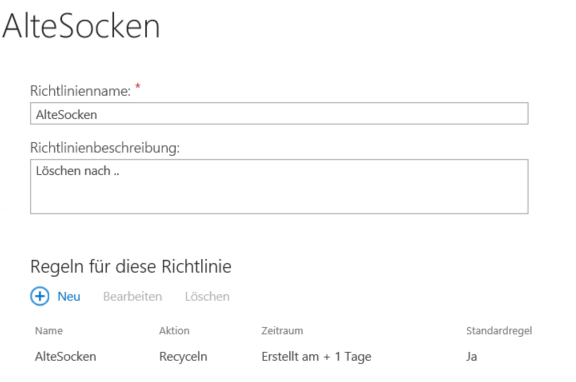 AlteSocken
Richtlinienname: *
AlteSocken
Richtlinienbeschreibung:
Löschen nach ..
Regeln für diese Richtlinie
Neu Bearbeiten Löschen
Name Aktion Zeitraum Standardregel
AlteSocken Recyceln Erstellt am + 1 Tage Ja